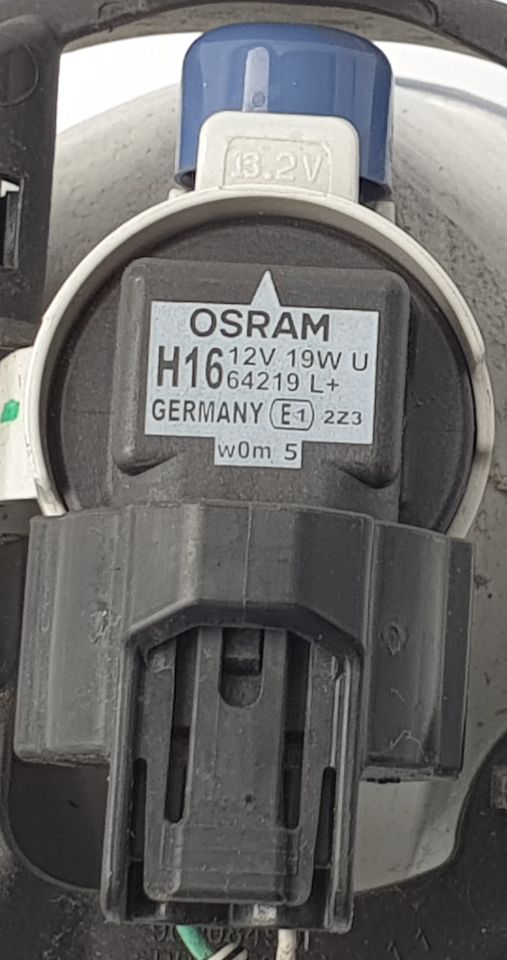 13.2V
OSRAM
H16 12V 19W U
64219 L+
GERMANY E1 2Z3
w0m 5